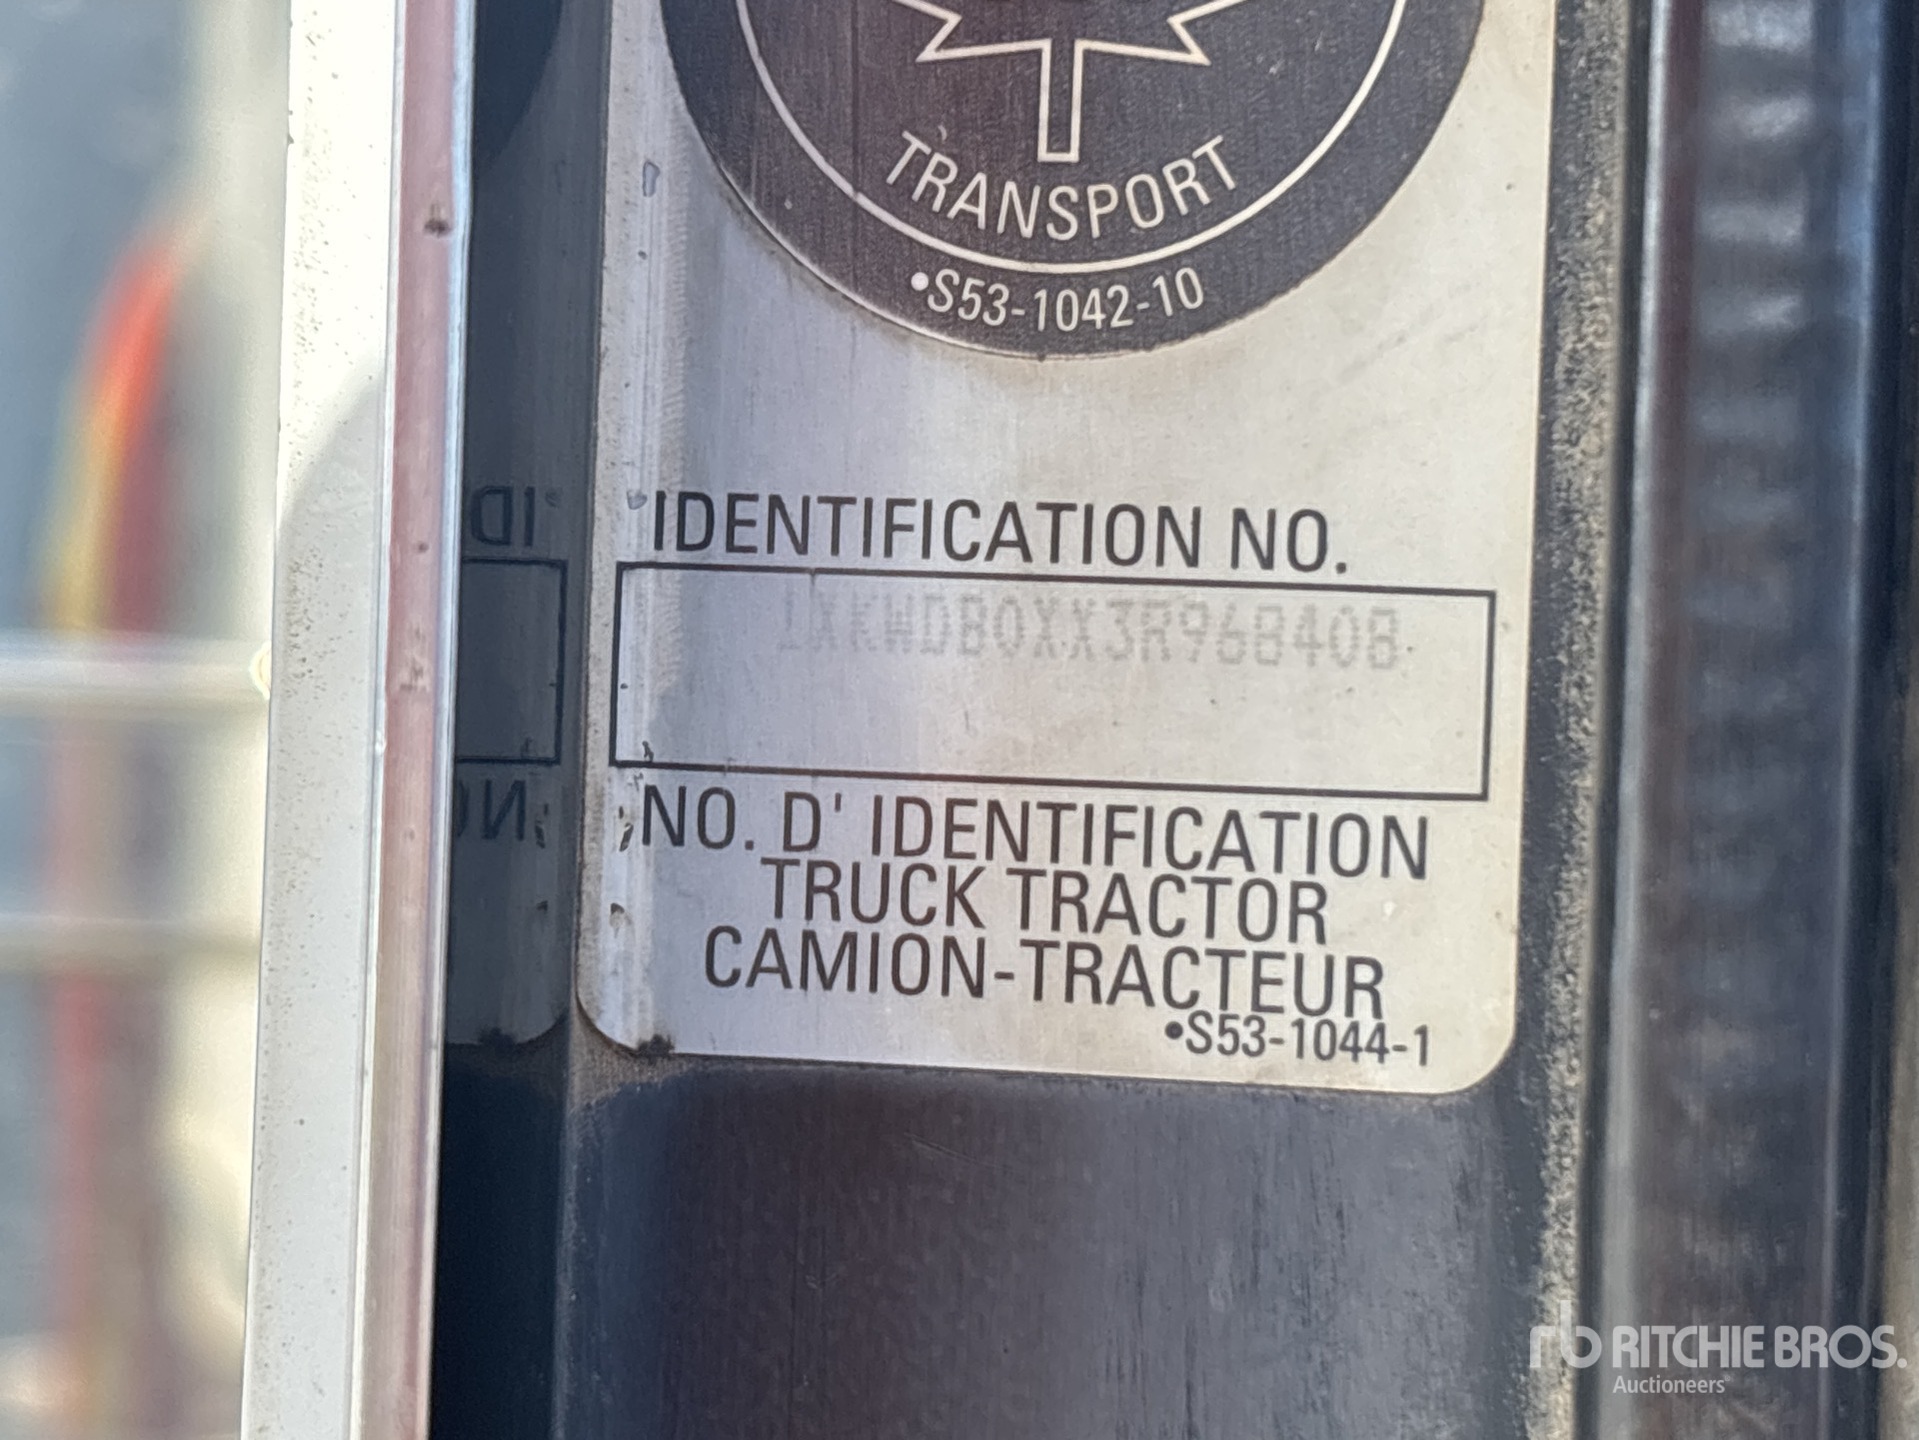 TRANSPORT
•S53-1042-10
IDENTIFICATION NO.
1XKWDB0XX3R968408
NO. D' IDENTIFICATION
TRUCK TRACTOR
CAMION-TRACTEUR
•S53-1044-1
rb RITCHIE BROS.
Auctioneers